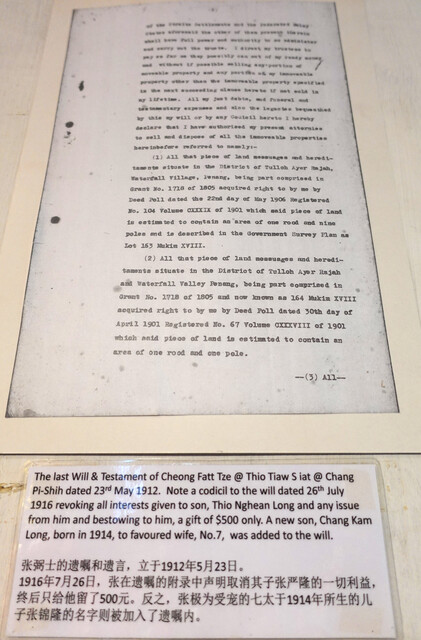 of the Straits Settlements and the Federated Malay
States aforesaid the other of them present therein
shall have full power and authority to so administer
and carry out the trusts. I direct my trustees to
pay so far as they possibly can out of my ready money
and without if possible selling any portion of
moveable property and any portion of my immoveable
property other than the immoveable property specified
in the next succeeding clause hereto if not sold in
my lifetime. All my just debts, and funeral and
testamentary expenses and also the legacies bequeathed
by this my will or by any Codicil hereto I hereby
declare that I have authorised my present attornies
to sell and dispose of all the immoveable properties
hereinbefore referred to namely:-
(1) All that piece of land messuages and heredi-
taments situate in the District of Tulloh Ayer Rajah,
Waterfall Village, Penang, being part comprised in
Grant No. 1718 of 1805 acquired right to by me by
Deed Poll dated the 22nd day of May 1906 Registered
No. 104 Volume CXXXIX of 1901 which said piece of land
is estimated to contain an area of one rood and nine
poles and is described in the Government Survey Plan as
Lot 163 Mukim XVIII.
(2) All that piece of land messuages and heredi-
taments situate in the District of Tulloh Ayer Rajah
and Waterfall Valley Penang, being part comprised in
Grant No. 1718 of 1805 and now known as 164 Mukim XVIII
acquired right to by me by Deed Poll dated 30th day of
April 1901 Registered No. 67 Volume CXXXVIII of 1901
which said piece of land is estimated to contain an
area of one rood and one pole.
—(3) All—
The last Will & Testament of Cheong Fatt Tze @ Thio Tiaw S iat @ Chang
Pi-Shih dated 23rd May 1912. Note a codicil to the will dated 26th July
1916 revoking all interests given to son, Thio Nghean Long and any issue
from him and bestowing to him, a gift of $500 only. A new son, Chang Kam
Long, born in 1914, to favoured wife, No.7, was added to the will.
张弼士的遗嘱和遗言，立于1912年5月23日。
1916年7月26日，张在遗嘱的附录中声明取消其子张严隆的一切利益，
终后只给他留了500元。反之，张极为受宠的七太于1914年所生的儿
子张锦隆的名字则被加入了遗嘱内。